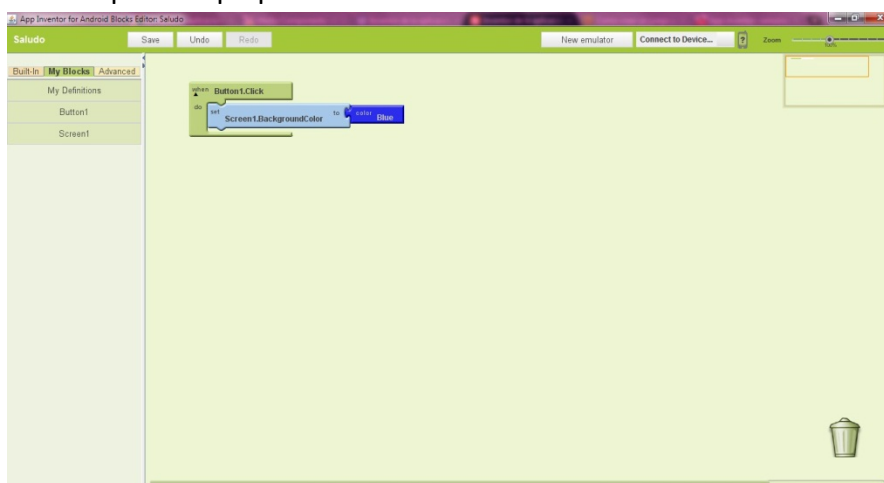 App Inventor for Android Blocks Editor: Saludo
Saludo Save Undo Redo New emulator Connect to Device... ? Zoom
Built-In My Blocks Advanced
My Definitions
Button1
Screen1
when Button1.Click
do set Screen1.BackgroundColor to color Blue